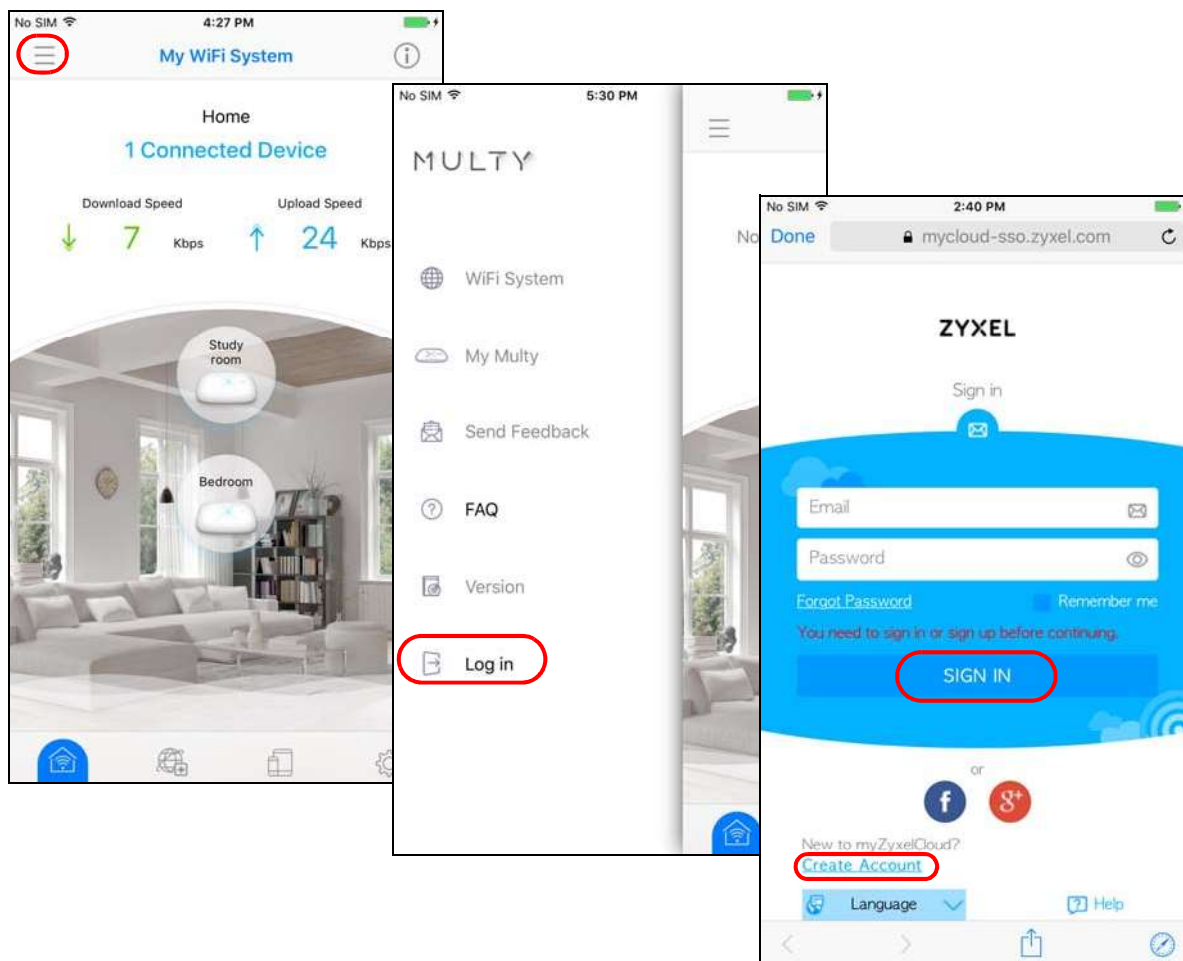 No SIM 4:27 PM
My WiFi System
Home
1 Connected Device
Download Speed Upload Speed
7 Kbps 24 Kbps
Study
room
Bedroom
No SIM 5:30 PM
MULTY
No
WiFi System
My Multy
Send Feedback
FAQ
Version
Log in
No SIM 2:40 PM
Done mycloud-sso.zyxel.com
ZYXEL
Sign in
Email
Password
Forgot Password Remember me
You need to sign in or sign up before continuing.
SIGN IN
or
f g+
New to myZyxelCloud?
Create Account
Language Help